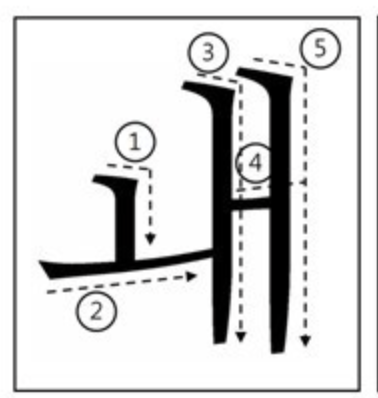 ③ ⑤
① ④
ㅙ
②